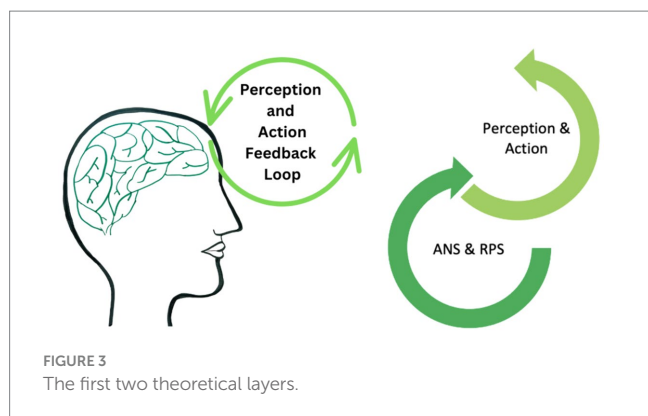 Perception
and
Action
Feedback
Loop
Perception &
Action
ANS & RPS
FIGURE 3
The first two theoretical layers.